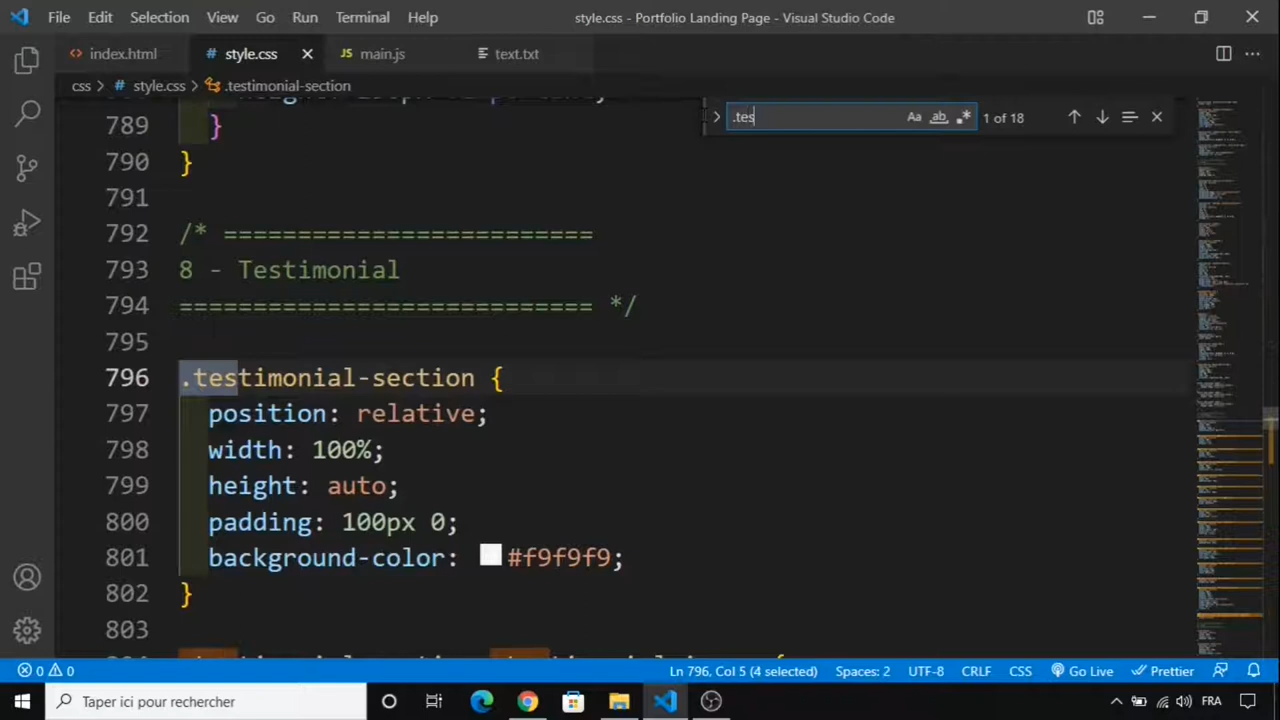 File Edit Selection View Go Run Terminal Help style.css - Portfolio Landing Page - Visual Studio Code
index.html # style.css JS main.js text.txt
css > # style.css > .testimonial-section
.tes Aa ab .* 1 of 18
789 }
790 }
791
792 /* =========================
793 8 - Testimonial
794 ============================ */
795
796 .testimonial-section {
797 position: relative;
798 width: 100%;
799 height: auto;
800 padding: 100px 0;
801 background-color: #f9f9f9;
802 }
803
0 0 Ln 796, Col 5 (4 selected) Spaces: 2 UTF-8 CRLF CSS Go Live Prettier
Taper ici pour rechercher FRA